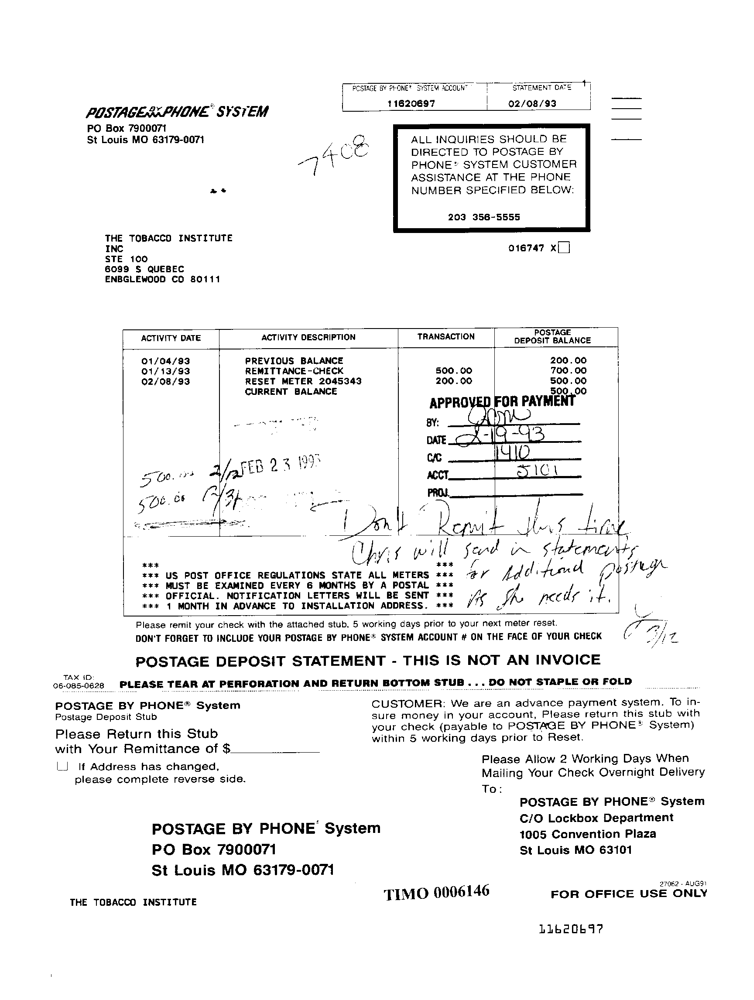 POSTAGE BY PHONE® SYSTEM ACCOUNT
STATEMENT DATE
1
11620697
02/08/93
POSTAGE BY PHONE® SYSTEM
PO Box 7900071
St Louis MO 63179-0071
7408
ALL INQUIRIES SHOULD BE
DIRECTED TO POSTAGE BY
PHONE® SYSTEM CUSTOMER
ASSISTANCE AT THE PHONE
NUMBER SPECIFIED BELOW:
203 356-5555
THE TOBACCO INSTITUTE
INC
STE 100
6099 S QUEBEC
ENBGLEWOOD CO 80111
016747 X
ACTIVITY DATE ACTIVITY DESCRIPTION TRANSACTION POSTAGE DEPOSIT BALANCE
01/04/93 PREVIOUS BALANCE 200.00
01/13/93 REMITTANCE-CHECK 500.00 700.00
02/08/93 RESET METER 2045343 200.00 500.00
CURRENT BALANCE 500.00
APPROVED FOR PAYMENT
BY:
DATE 2-19-93
C/C 1410
ACCT. 5101
PROJ.
500.00 2/2 FEB 23 1993
500.00
I Don't Remit this time
Chris will send in statements
for Additional postage
As she needs it.
3/12
*** ***
*** US POST OFFICE REGULATIONS STATE ALL METERS ***
*** MUST BE EXAMINED EVERY 6 MONTHS BY A POSTAL ***
*** OFFICIAL. NOTIFICATION LETTERS WILL BE SENT ***
*** 1 MONTH IN ADVANCE TO INSTALLATION ADDRESS. ***
Please remit your check with the attached stub. 5 working days prior to your next meter reset.
DON'T FORGET TO INCLUDE YOUR POSTAGE BY PHONE® SYSTEM ACCOUNT # ON THE FACE OF YOUR CHECK
POSTAGE DEPOSIT STATEMENT - THIS IS NOT AN INVOICE
TAX ID:
06-085-0628
PLEASE TEAR AT PERFORATION AND RETURN BOTTOM STUB . . . DO NOT STAPLE OR FOLD
POSTAGE BY PHONE® System
Postage Deposit Stub
Please Return this Stub
with Your Remittance of $
If Address has changed,
please complete reverse side.
CUSTOMER: We are an advance payment system. To in-
sure money in your account, Please return this stub with
your check (payable to POSTAGE BY PHONE® System)
within 5 working days prior to Reset.
Please Allow 2 Working Days When
Mailing Your Check Overnight Delivery
To:
POSTAGE BY PHONE® System
C/O Lockbox Department
1005 Convention Plaza
St Louis MO 63101
POSTAGE BY PHONE® System
PO Box 7900071
St Louis MO 63179-0071
THE TOBACCO INSTITUTE
TIMO 0006146
27062 - AUG91
FOR OFFICE USE ONLY
11620697